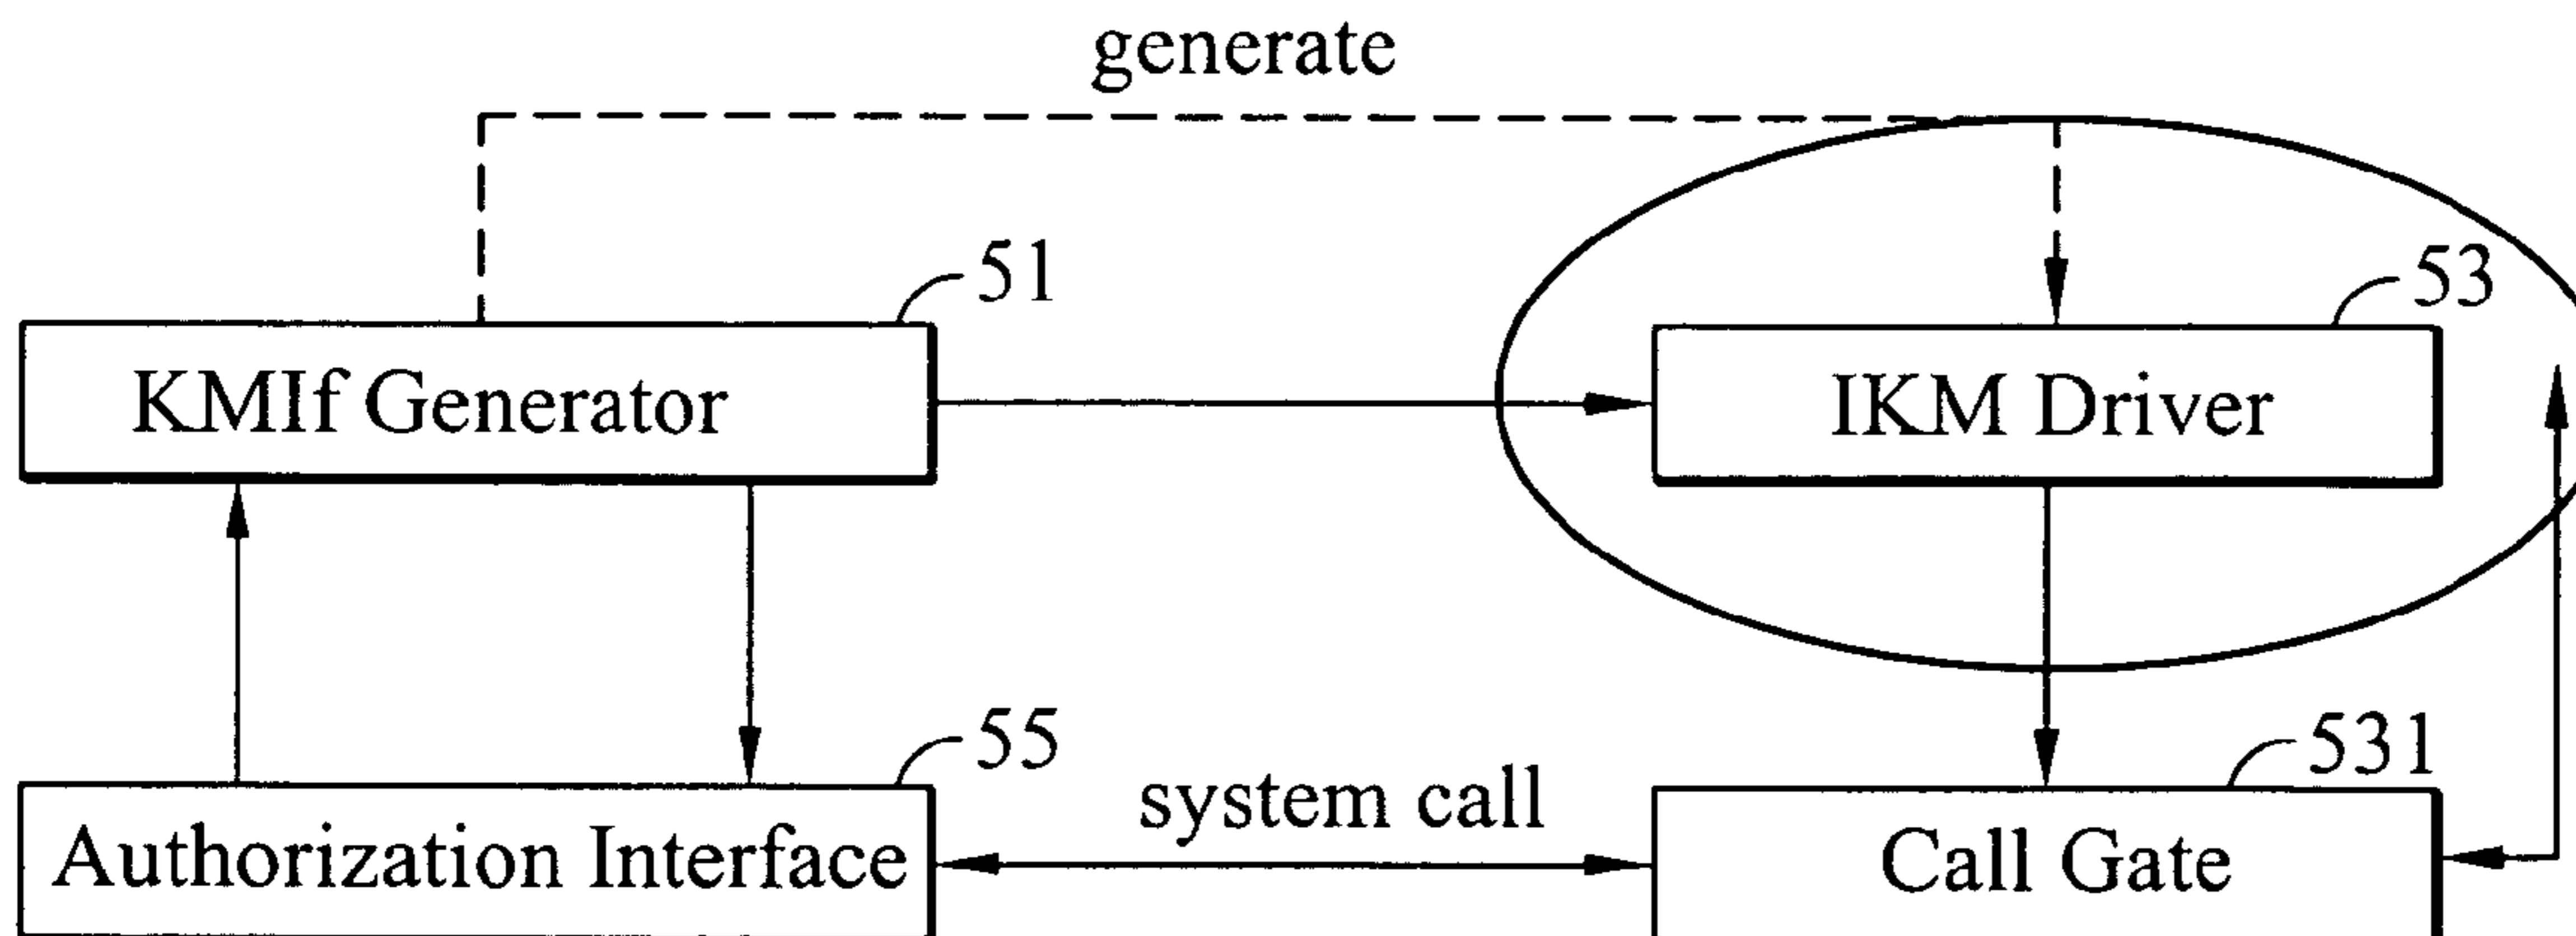 generate
51
53
KMIf Generator
IKM Driver
55
531
system call
Authorization Interface
Call Gate